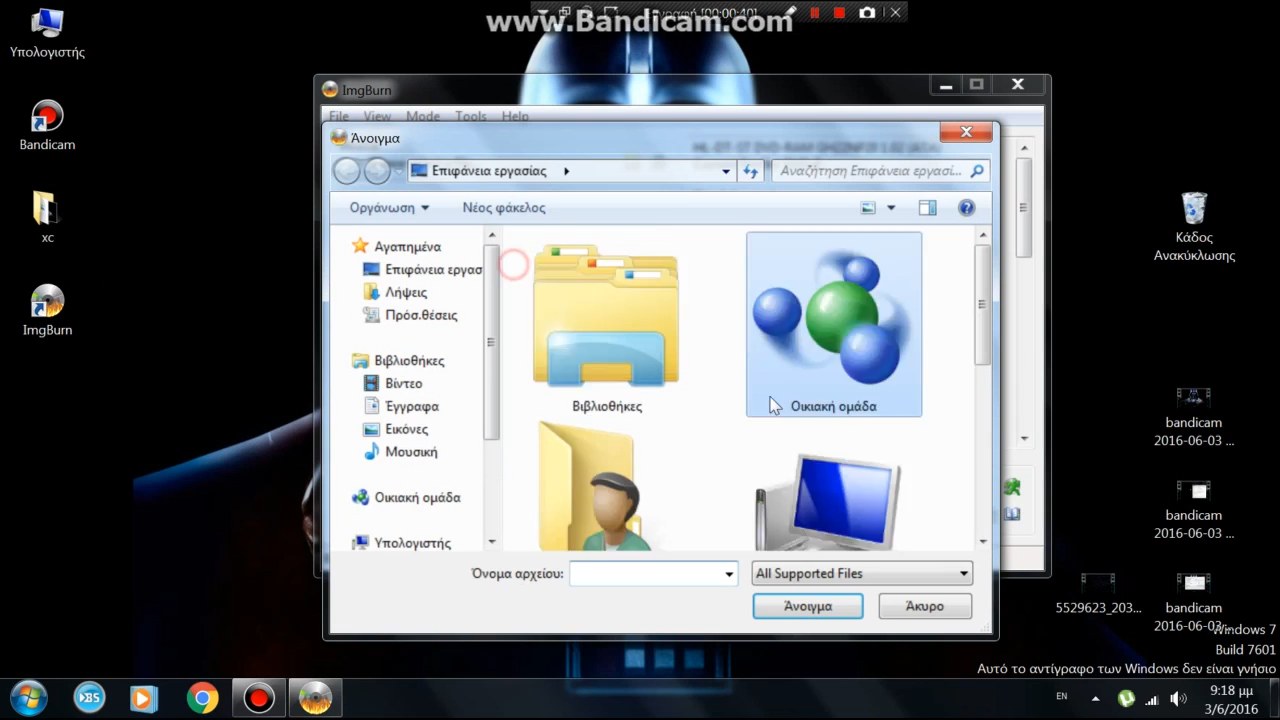 www.Bandicam.com
[00:00:40]
Υπολογιστής
Bandicam
xc
ImgBurn
ImgBurn
File View Mode Tools Help
Άνοιγμα
Επιφάνεια εργασίας
Αναζήτηση Επιφάνεια εργασί...
Οργάνωση
Νέος φάκελος
Αγαπημένα
Επιφάνεια εργασ
Λήψεις
Πρόσ.θέσεις
Βιβλιοθήκες
Βίντεο
Έγγραφα
Εικόνες
Μουσική
Οικιακή ομάδα
Υπολογιστής
Βιβλιοθήκες
Οικιακή ομάδα
Όνομα αρχείου:
All Supported Files
Άνοιγμα
Άκυρο
Κάδος
Ανακύκλωσης
bandicam
2016-06-03 ...
bandicam
2016-06-03 ...
5529623_203...
bandicam
2016-06-03
Windows 7
Build 7601
Αυτό το αντίγραφο των Windows δεν είναι γνήσιο
BS
EN
9:18 μμ
3/6/2016